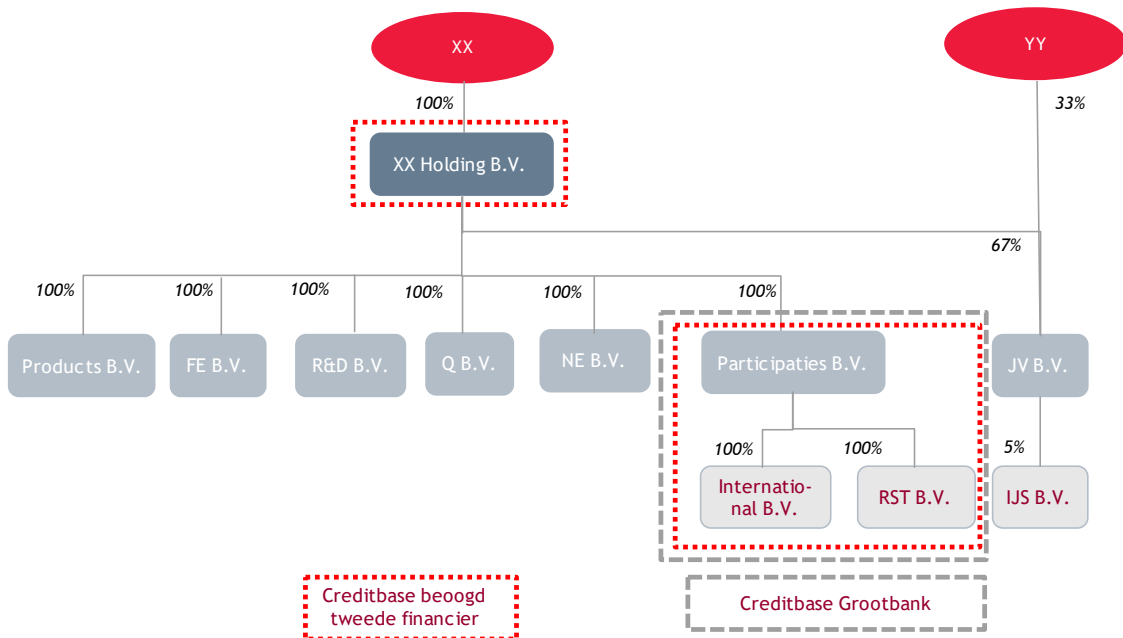 XX
YY
100%
33%
XX Holding B.V.
67%
100%
100%
100%
100%
100%
100%
Products B.V.
FE B.V.
R&D B.V.
Q B.V.
NE B.V.
Participaties B.V.
JV B.V.
100%
100%
5%
Internatio-
nal B.V.
RST B.V.
IJS B.V.
Creditbase beoogd
tweede financier
Creditbase Grootbank